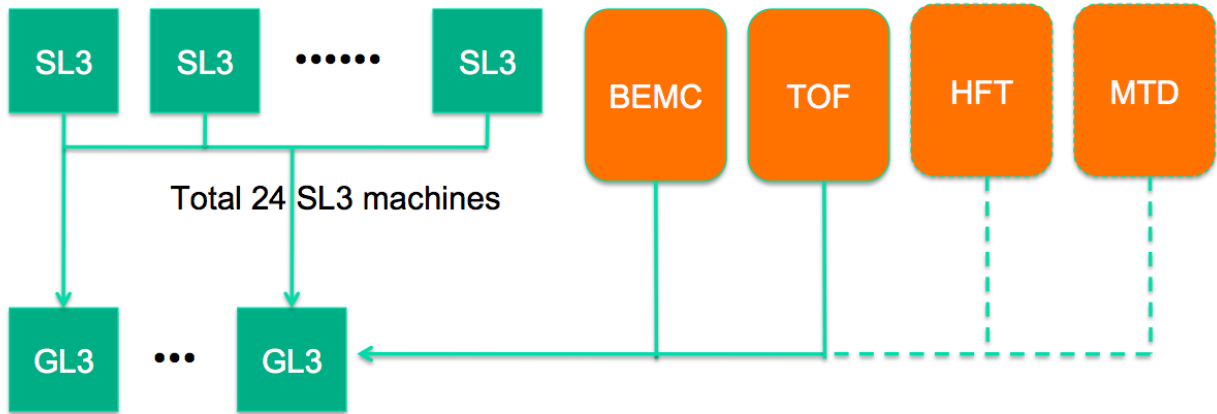 SL3 SL3 •••••• SL3
BEMC TOF HFT MTD
Total 24 SL3 machines
GL3 ••• GL3